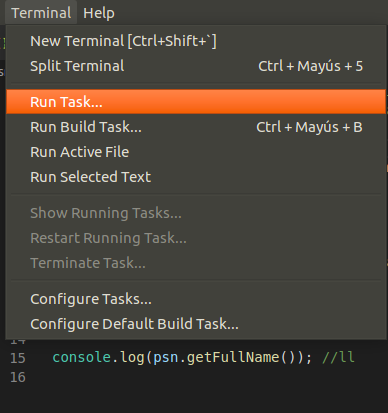 Terminal Help
New Terminal [Ctrl+Shift+`]
Split Terminal Ctrl + Mayús + 5
Run Task...
Run Build Task... Ctrl + Mayús + B
Run Active File
Run Selected Text
Show Running Tasks...
Restart Running Task...
Terminate Task...
Configure Tasks...
Configure Default Build Task...
14
15 console.log(psn.getFullName()); //ll
16